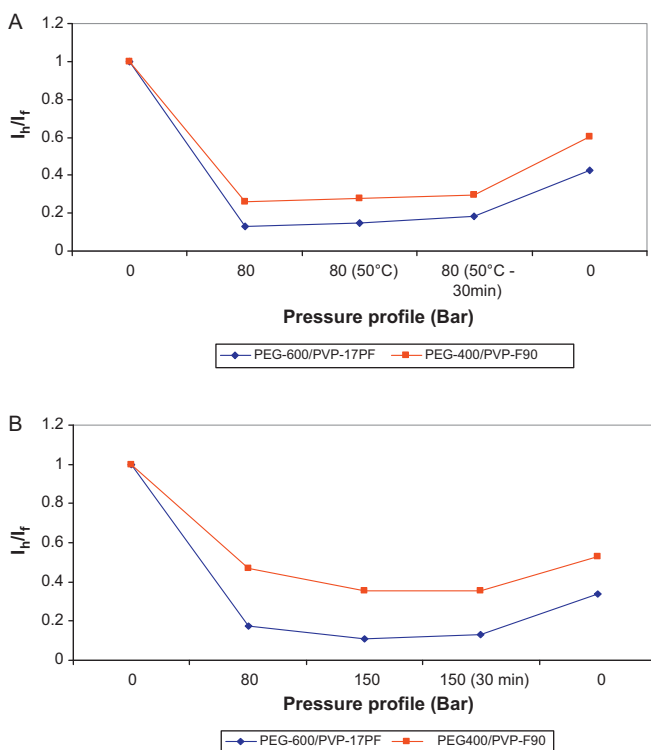 A
1.2
1
0.8
0.6
0.4
0.2
0
Ih/If
0 80 80 (50°C) 80 (50°C - 0
30min)
Pressure profile (Bar)
PEG-600/PVP-17PF PEG-400/PVP-F90
B
1.2
1
0.8
0.6
0.4
0.2
0
Ih/If
0 80 150 150 (30 min) 0
Pressure profile (Bar)
PEG-600/PVP-17PF PEG400/PVP-F90